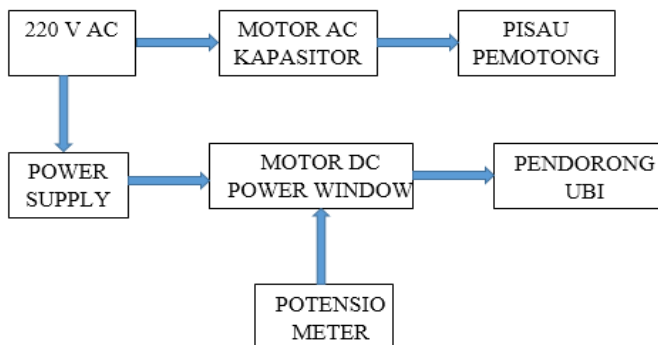 220 V AC
MOTOR AC
KAPASITOR
PISAU
PEMOTONG
POWER
SUPPLY
MOTOR DC
POWER WINDOW
PENDORONG
UBI
POTENSIO
METER